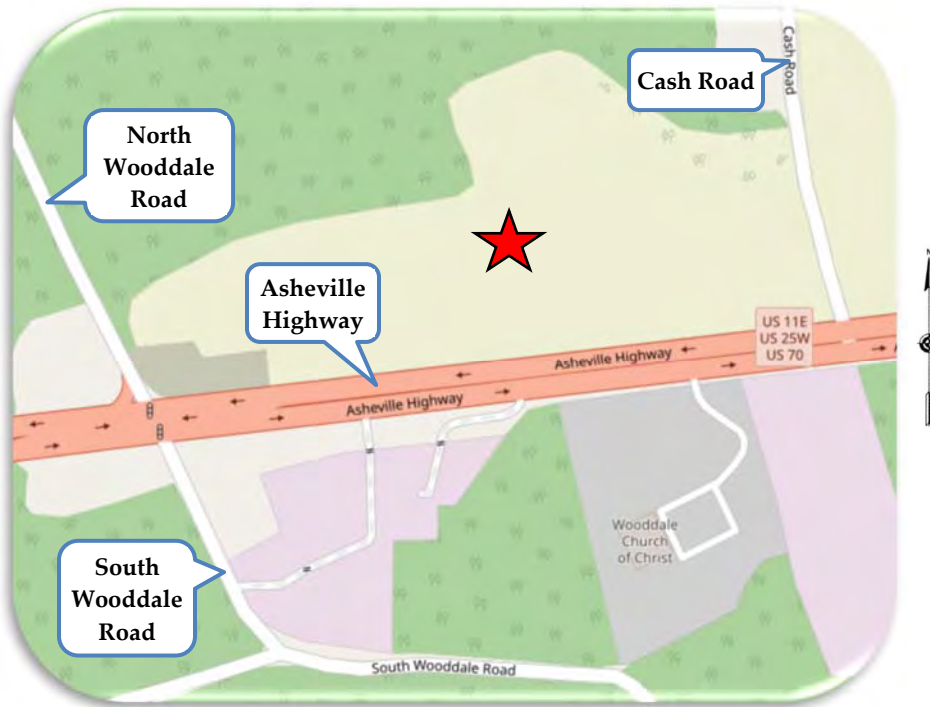 Cash Road
Cash Road
North
Wooddale
Road
Asheville
Highway
US 11E
US 25W
US 70
Asheville Highway
Asheville Highway
Wooddale
Church
of Christ
South
Wooddale
Road
South Wooddale Road